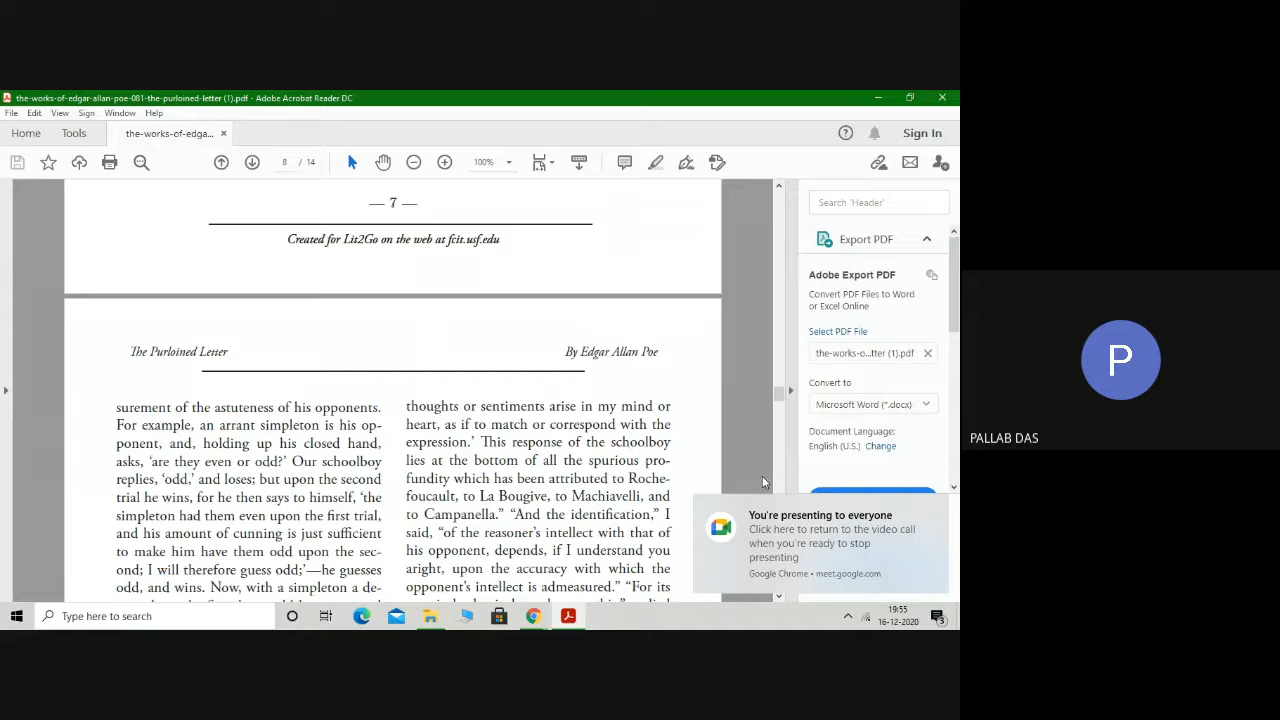 the-works-of-edgar-allan-poe-081-the-purloined-letter (1).pdf - Adobe Acrobat Reader DC
File Edit View Sign Window Help
Home Tools the-works-of-edga... × Sign In
8 / 14 100%
— 7 —
Created for Lit2Go on the web at fcit.usf.edu
The Purloined Letter By Edgar Allan Poe
surement of the astuteness of his opponents.
For example, an arrant simpleton is his op-
ponent, and, holding up his closed hand,
asks, ‘are they even or odd?’ Our schoolboy
replies, ‘odd,’ and loses; but upon the second
trial he wins, for he then says to himself, ‘the
simpleton had them even upon the first trial,
and his amount of cunning is just sufficient
to make him have them odd upon the sec-
ond; I will therefore guess odd;’—he guesses
odd, and wins. Now, with a simpleton a de-
thoughts or sentiments arise in my mind or
heart, as if to match or correspond with the
expression.’ This response of the schoolboy
lies at the bottom of all the spurious pro-
fundity which has been attributed to Roche-
foucault, to La Bougive, to Machiavelli, and
to Campanella.” “And the identification,” I
said, “of the reasoner’s intellect with that of
his opponent, depends, if I understand you
aright, upon the accuracy with which the
opponent’s intellect is admeasured.” “For its
Search 'Header'
Export PDF
Adobe Export PDF
Convert PDF Files to Word
or Excel Online
Select PDF File
the-works-o...tter (1).pdf
Convert to
Microsoft Word (*.docx)
Document Language:
English (U.S.) Change
You're presenting to everyone
Click here to return to the video call
when you're ready to stop
presenting
Google Chrome • meet.google.com
Type here to search
19:55
16-12-2020
3
P
PALLAB DAS